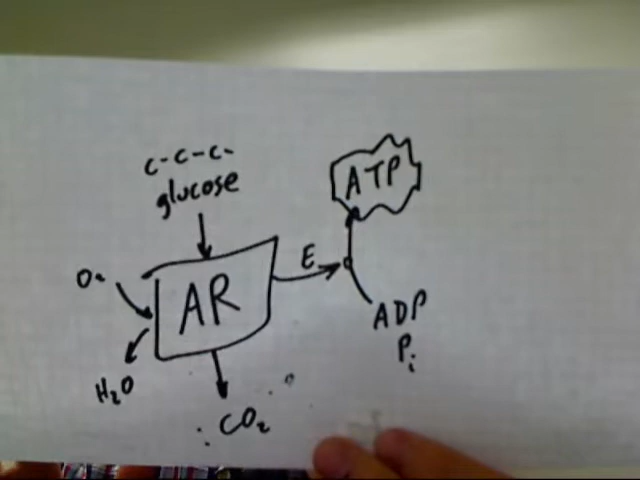 C-C-C-
glucose
ATP
E
O₂
AR
ADP
Pi
H₂O
CO₂